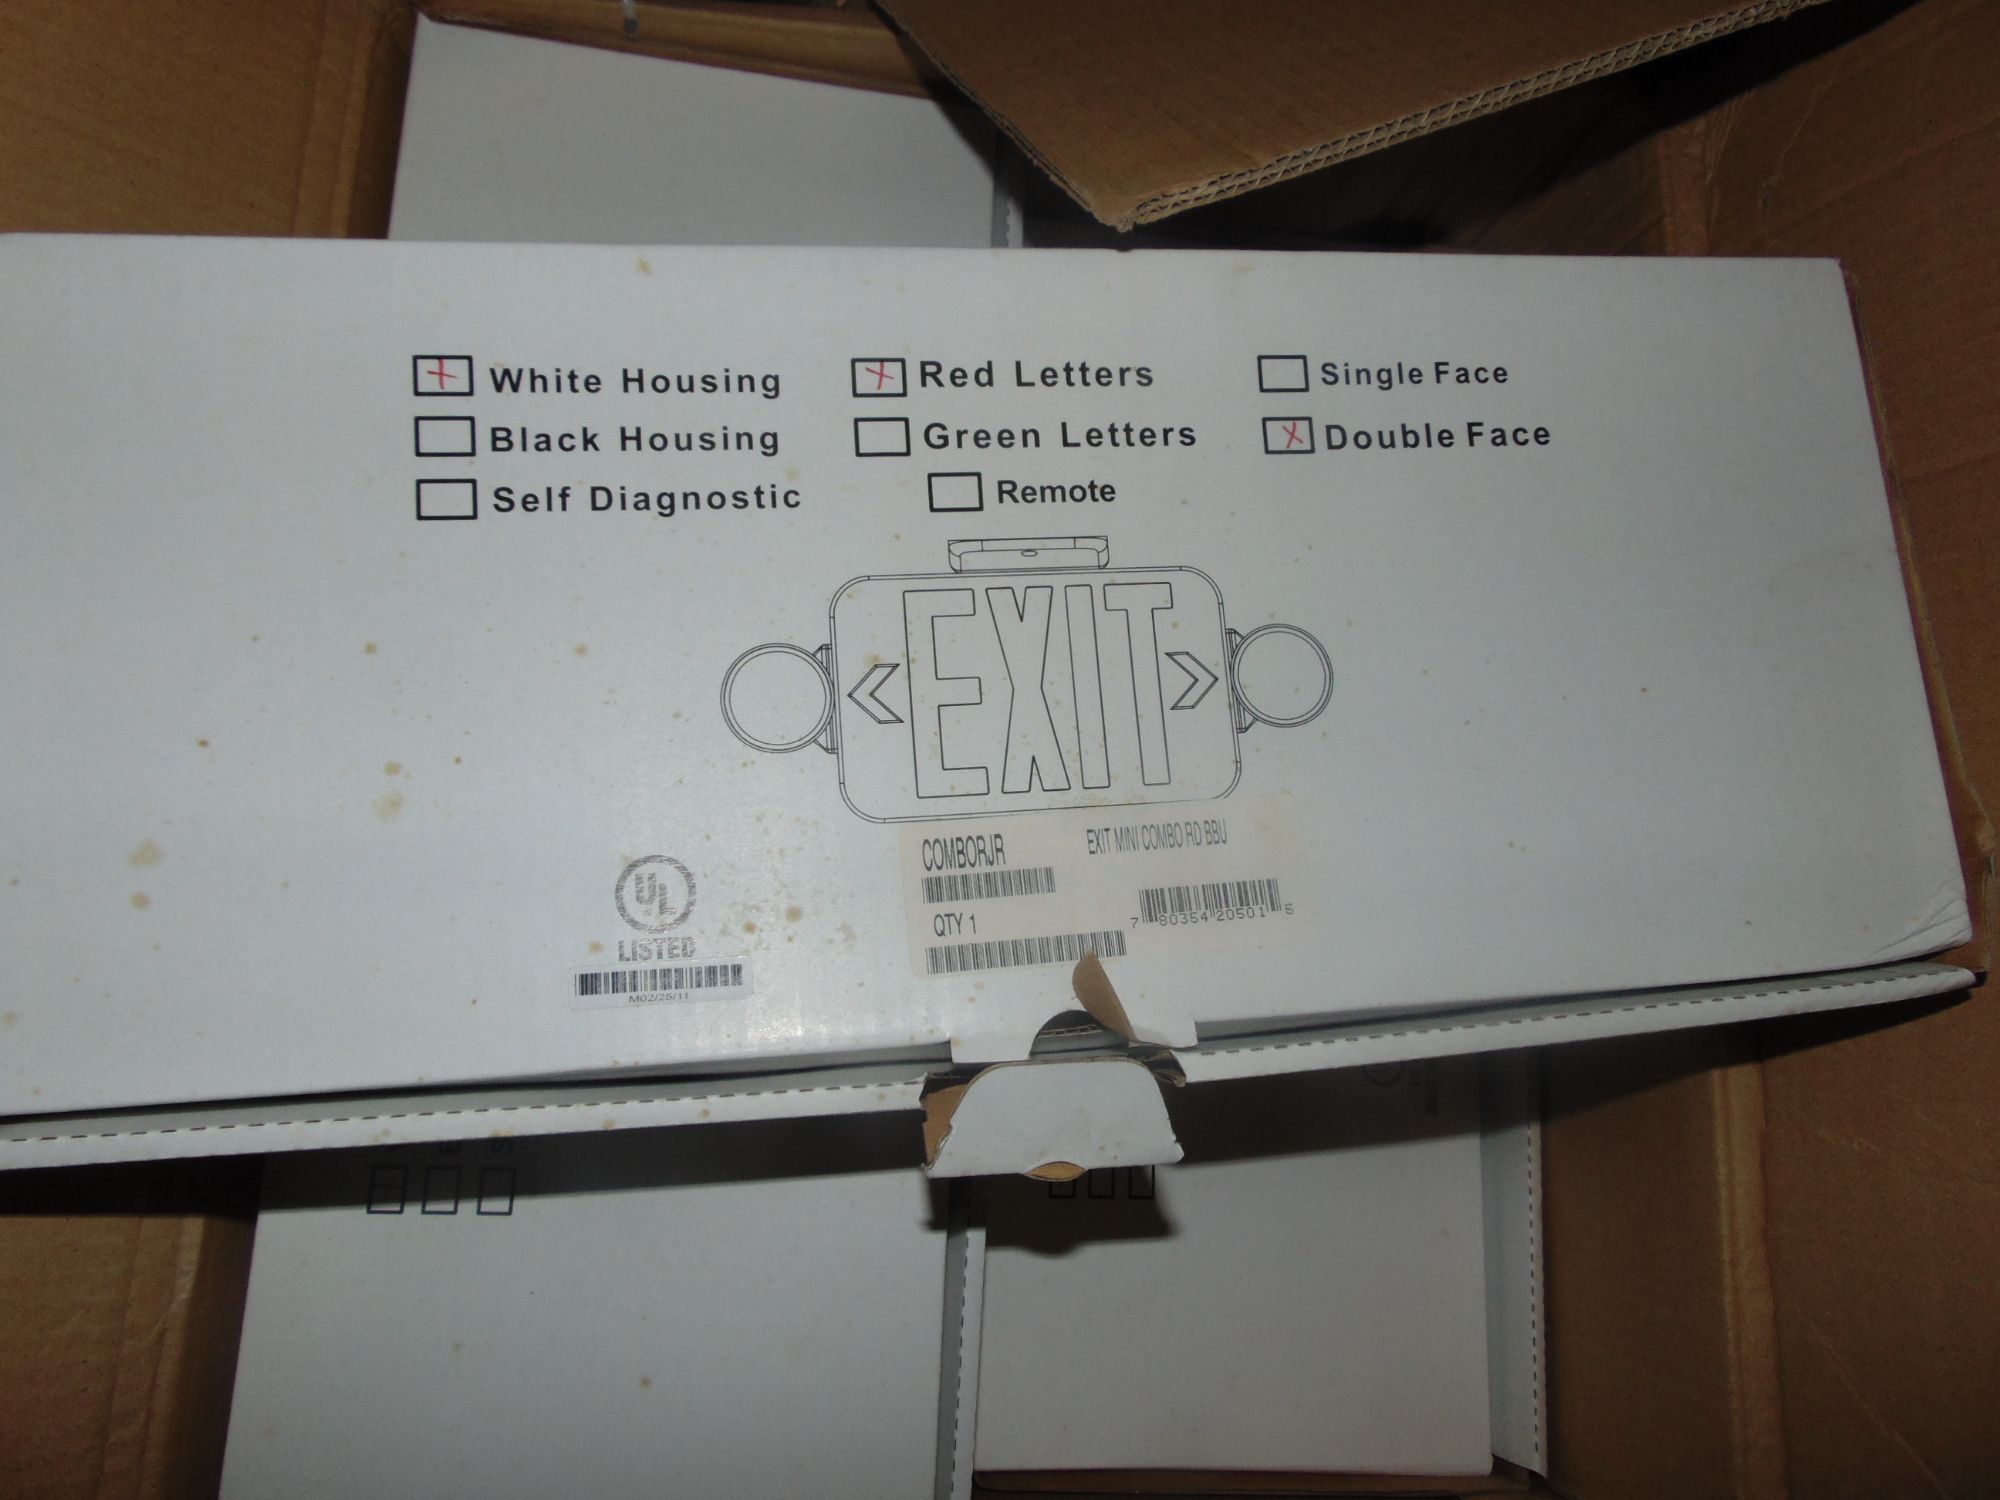 White Housing
Red Letters
Single Face
Black Housing
Green Letters
Double Face
Self Diagnostic
Remote
EXIT
COMBORJR
EXIT MINI COMBO RD BBU
QTY 1
7 80354 20501 5
UL
LISTED
M02/25/11